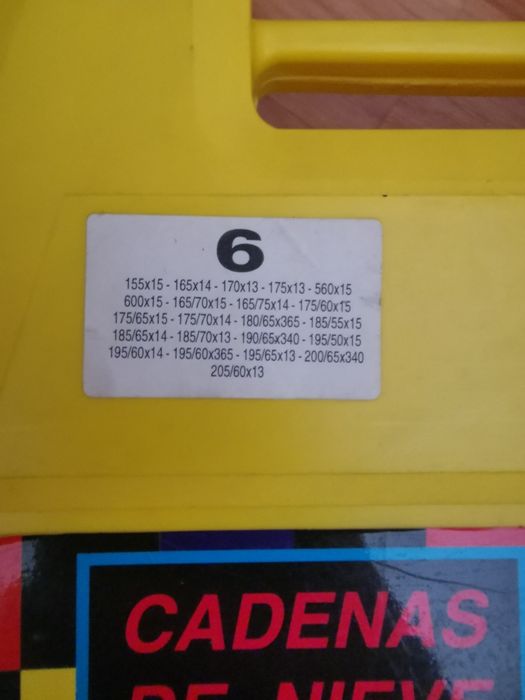 6
155x15 - 165x14 - 170x13 - 175x13 - 560x15
600x15 - 165/70x15 - 165/75x14 - 175/60x15
175/65x15 - 175/70x14 - 180/65x365 - 185/55x15
185/65x14 - 185/70x13 - 190/65x340 - 195/50x15
195/60x14 - 195/60x365 - 195/65x13 - 200/65x340
205/60x13
CADENAS
DE NIEVE